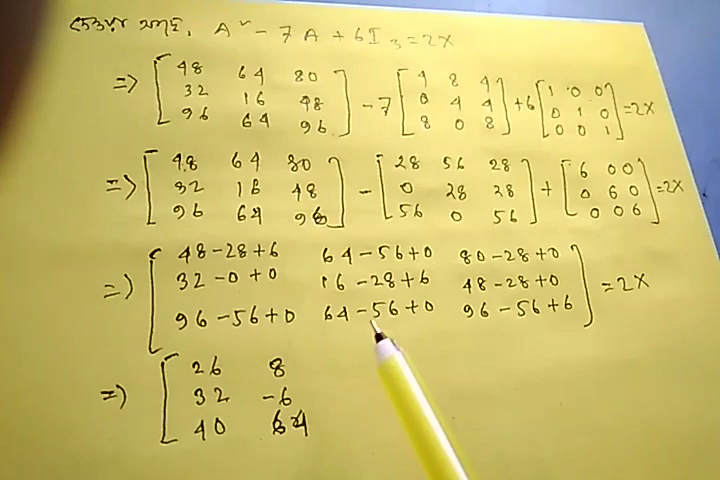 দেওয়া আছে, A² - 7A + 6I₃ = 2X
=> [48 64 80] - 7 [4 8 4] + 6 [1 0 0] = 2X
[32 16 48] [0 4 4] [0 1 0]
[96 64 96] [8 0 8] [0 0 1]
=> [48 64 80] - [28 56 28] + [6 0 0] = 2X
[32 16 48] [0 28 28] [0 6 0]
[96 64 96] [56 0 56] [0 0 6]
=> [48-28+6 64-56+0 80-28+0] = 2X
[32-0+0 16-28+6 48-28+0]
[96-56+0 64-56+0 96-56+6]
=> [26 8
[32 -6
[40 64